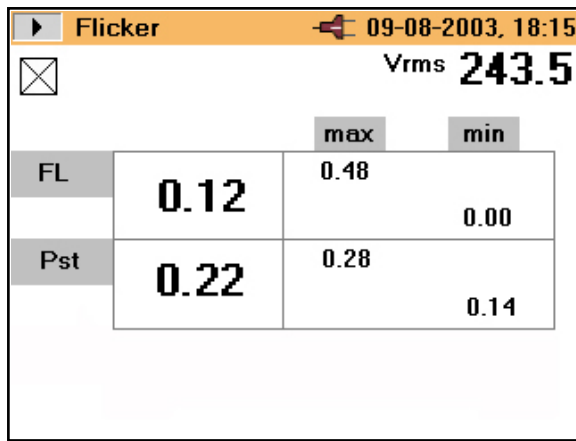 Flicker 09-08-2003, 18:15
Vrms 243.5
max min
FL 0.12 0.48
0.00
Pst 0.22 0.28
0.14